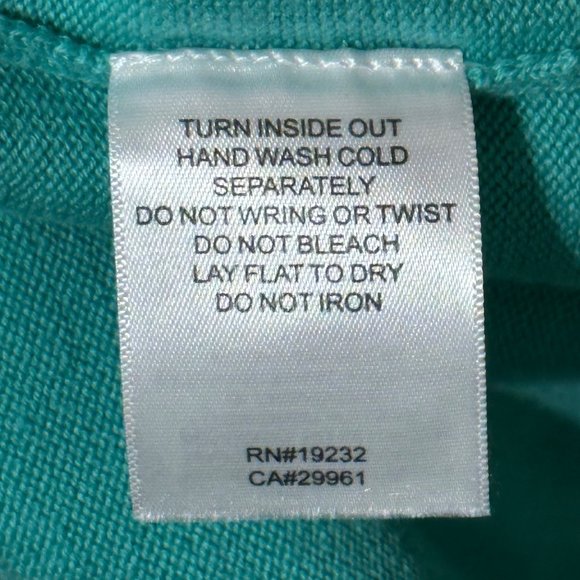 TURN INSIDE OUT
HAND WASH COLD
SEPARATELY
DO NOT WRING OR TWIST
DO NOT BLEACH
LAY FLAT TO DRY
DO NOT IRON
RN#19232
CA#29961